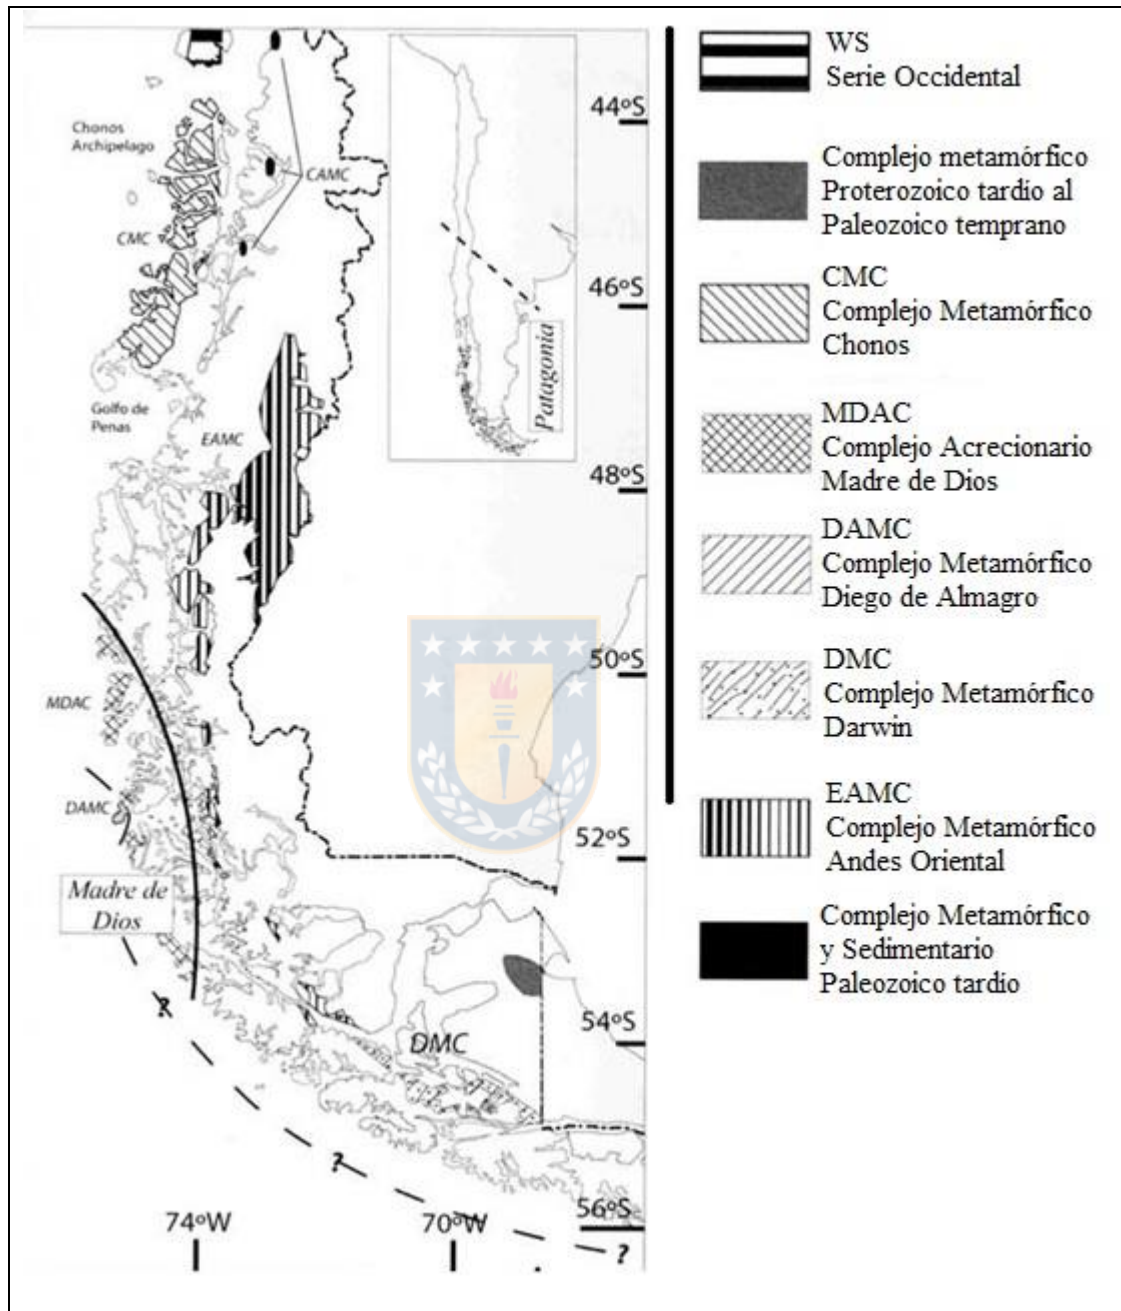 WS
Serie Occidental
Complejo metamórfico
Proterozoico tardío al
Paleozoico temprano
CMC
Complejo Metamórfico
Chonos
MDAC
Complejo Acrecionario
Madre de Dios
DAMC
Complejo Metamórfico
Diego de Almagro
DMC
Complejo Metamórfico
Darwin
EAMC
Complejo Metamórfico
Andes Oriental
Complejo Metamórfico
y Sedimentario
Paleozoico tardío
44ºS
Chonos
Archipelago
CAMC
CMC
46ºS
Patagonia
Golfo de
Penas
EAMC
48ºS
50ºS
MDAC
DAMC
52ºS
Madre de
Dios
?
54ºS
DMC
?
74ºW
70ºW
56ºS
?